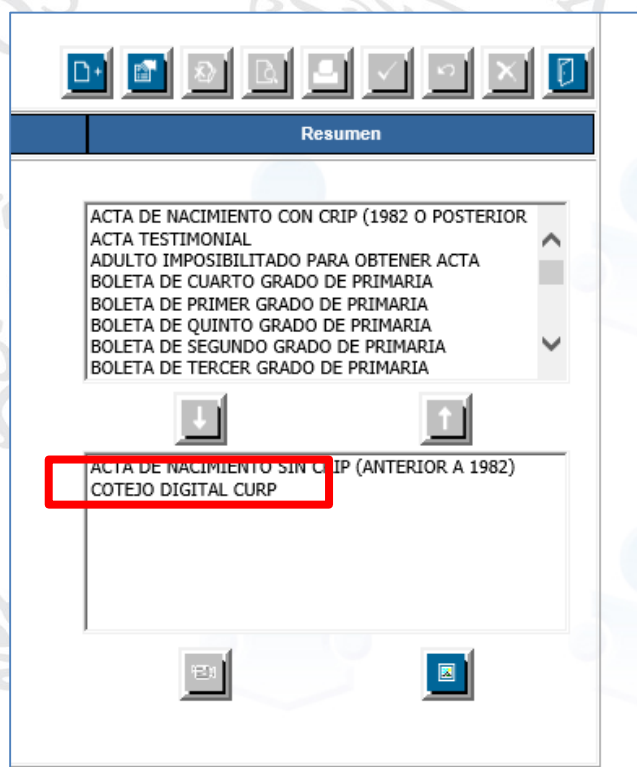 Resumen
ACTA DE NACIMIENTO CON CRIP (1982 O POSTERIOR
ACTA TESTIMONIAL
ADULTO IMPOSIBILITADO PARA OBTENER ACTA
BOLETA DE CUARTO GRADO DE PRIMARIA
BOLETA DE PRIMER GRADO DE PRIMARIA
BOLETA DE QUINTO GRADO DE PRIMARIA
BOLETA DE SEGUNDO GRADO DE PRIMARIA
BOLETA DE TERCER GRADO DE PRIMARIA
ACTA DE NACIMIENTO SIN CRIP (ANTERIOR A 1982)
COTEJO DIGITAL CURP